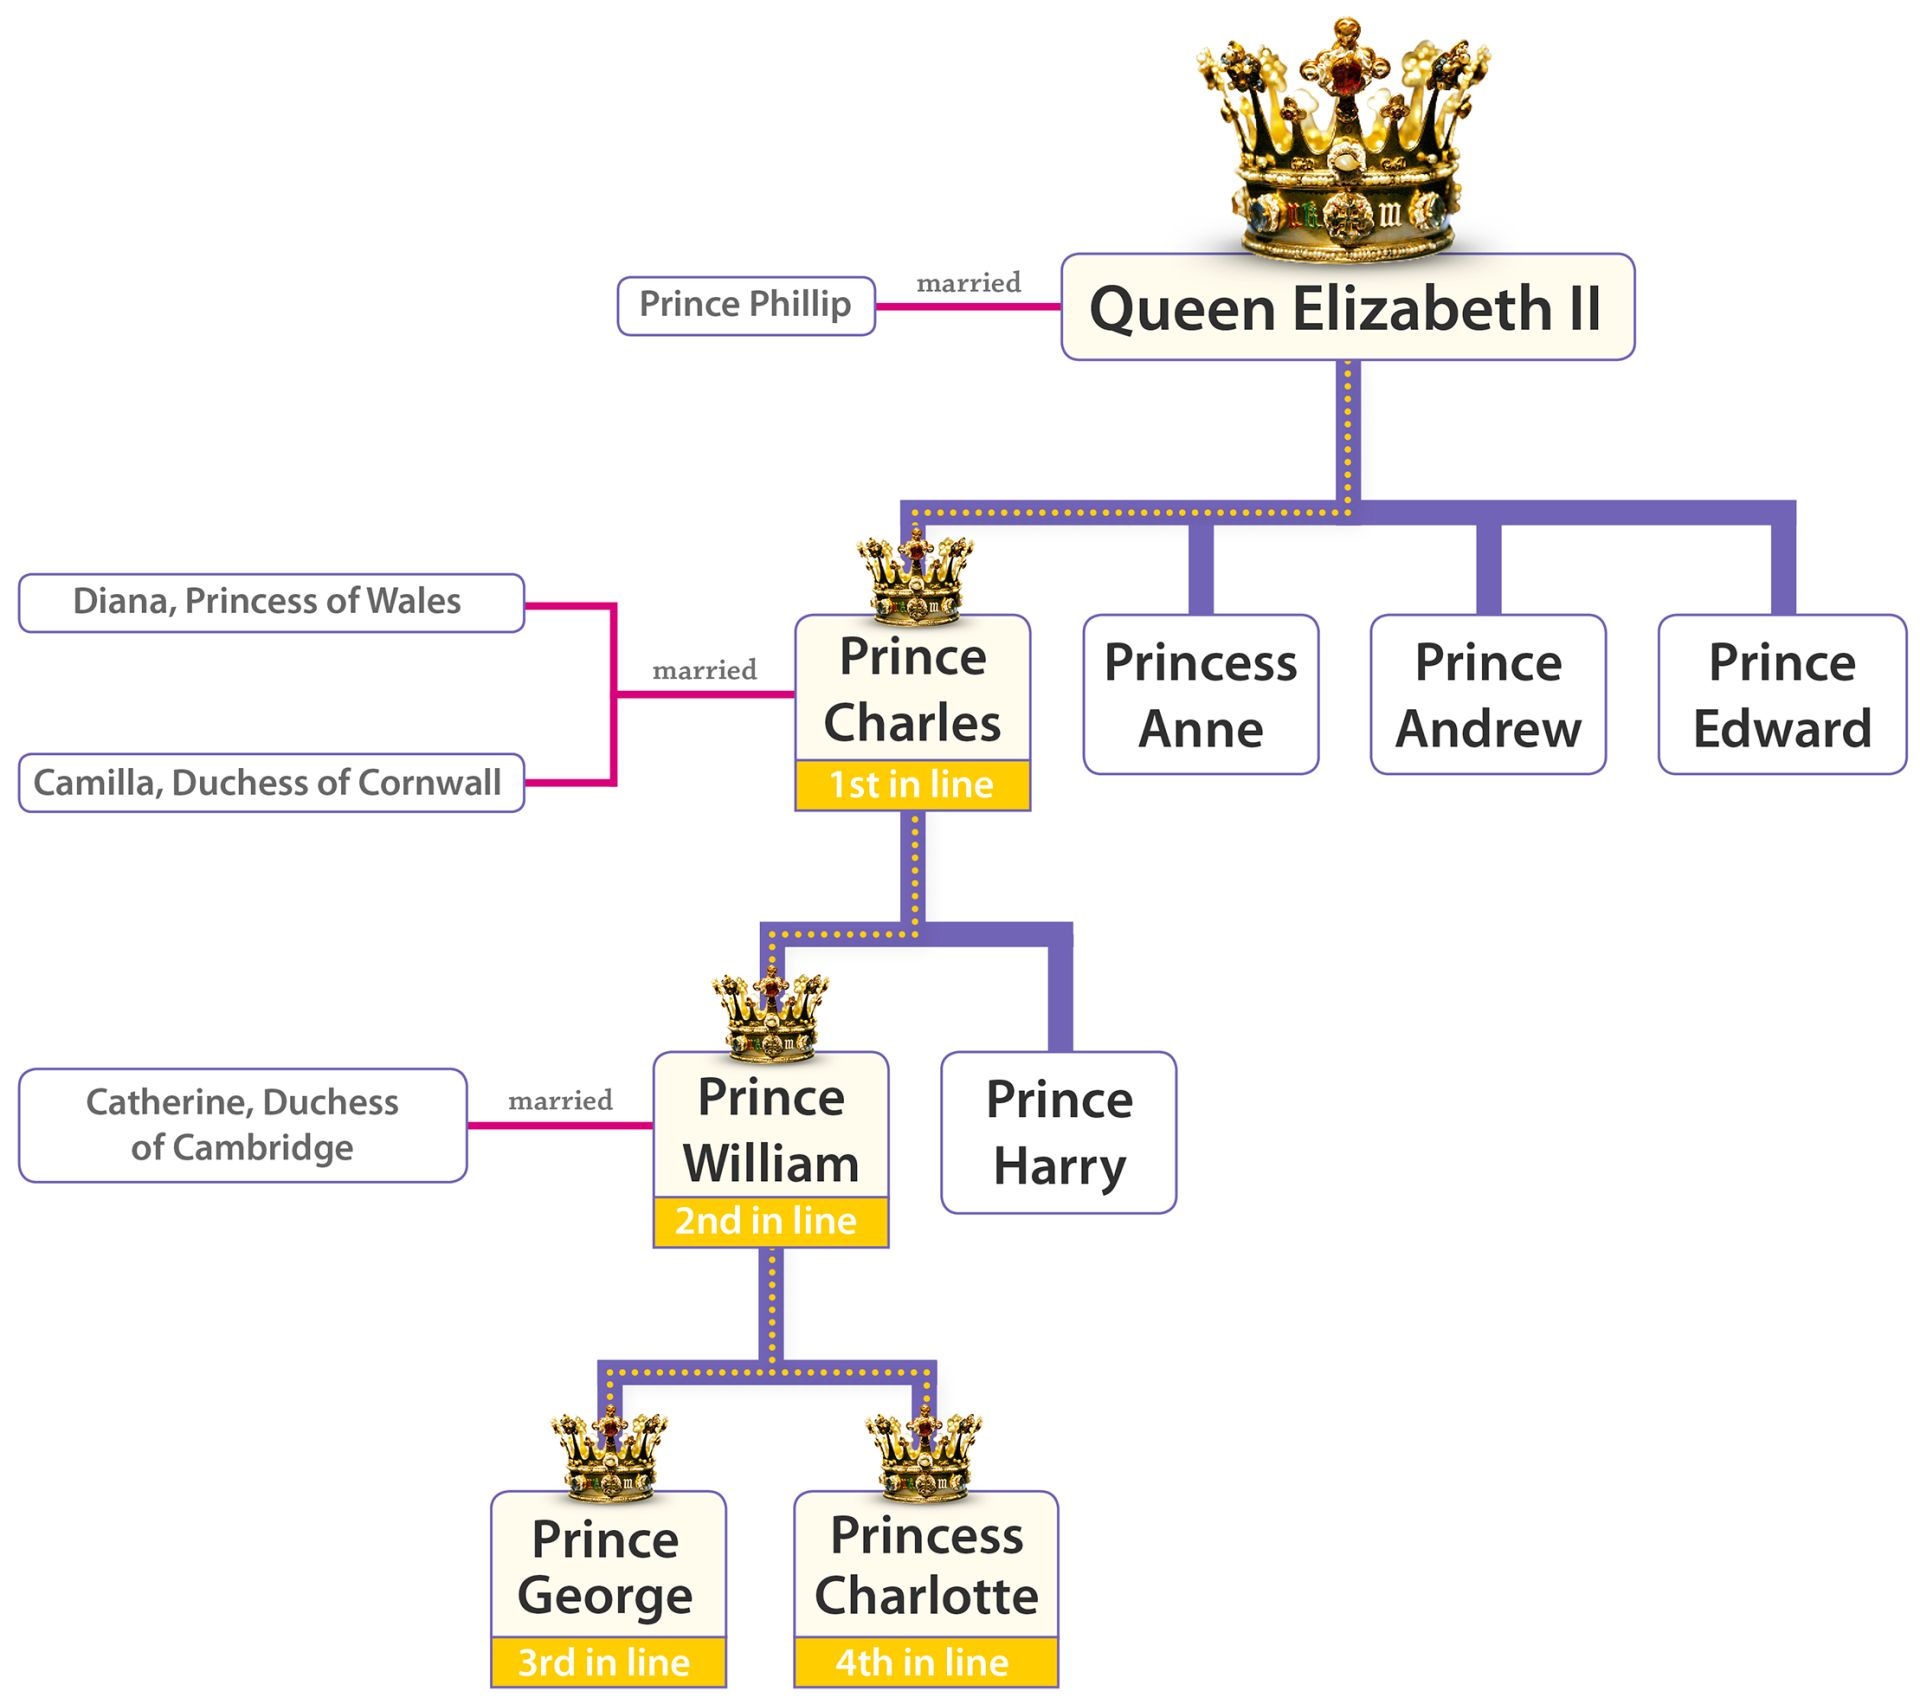 married
Prince Phillip
Queen Elizabeth II
Diana, Princess of Wales
married
Camilla, Duchess of Cornwall
Prince
Charles
1st in line
Princess
Anne
Prince
Andrew
Prince
Edward
Catherine, Duchess
of Cambridge
married
Prince
William
2nd in line
Prince
Harry
Prince
George
3rd in line
Princess
Charlotte
4th in line